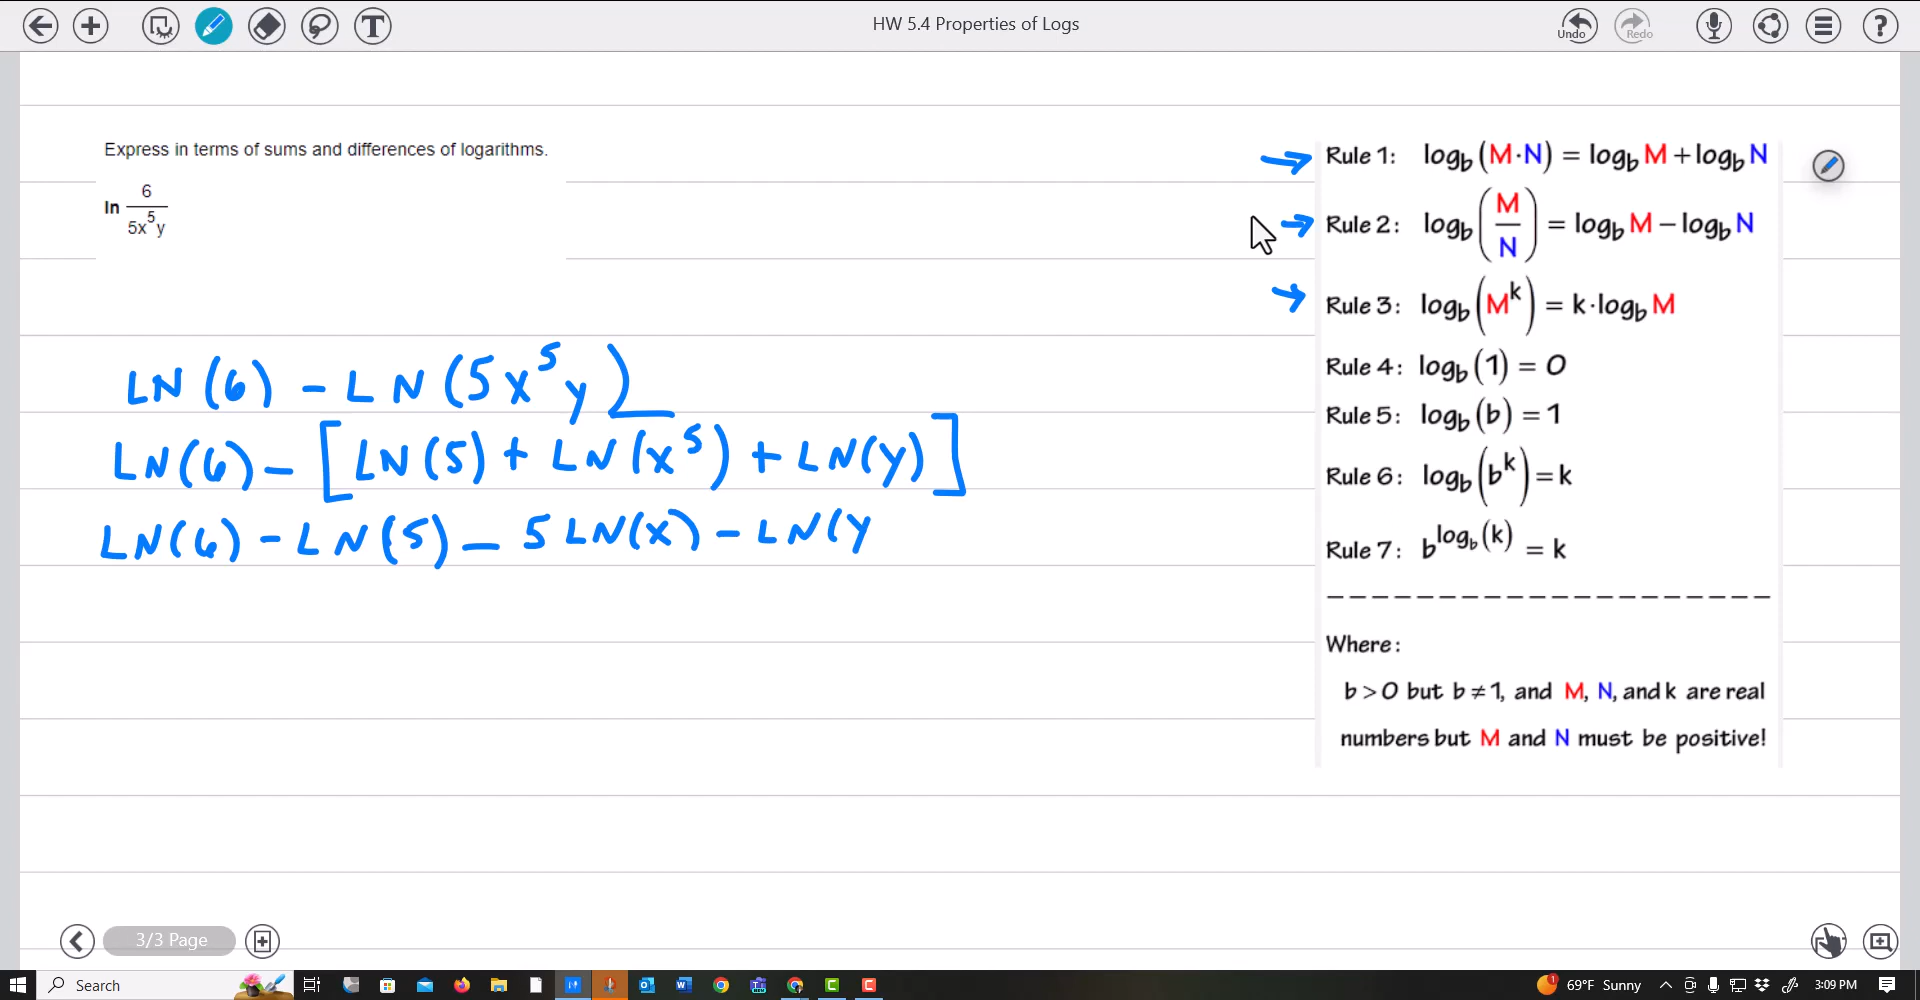 HW 5.4 Properties of Logs
Undo
Redo
Express in terms of sums and differences of logarithms.
ln 6/(5x^5y)
LN(6) - LN(5x^5y)
LN(6) - [LN(5) + LN(x^5) + LN(y)]
LN(6) - LN(5) - 5LN(x) - LN(y
Rule 1: log_b(M·N) = log_b M + log_b N
Rule 2: log_b(M/N) = log_b M - log_b N
Rule 3: log_b(M^k) = k·log_b M
Rule 4: log_b(1) = 0
Rule 5: log_b(b) = 1
Rule 6: log_b(b^k) = k
Rule 7: b^log_b(k) = k
Where:
b > 0 but b ≠ 1, and M, N, and k are real
numbers but M and N must be positive!
3/3 Page
Search
69°F Sunny
3:09 PM